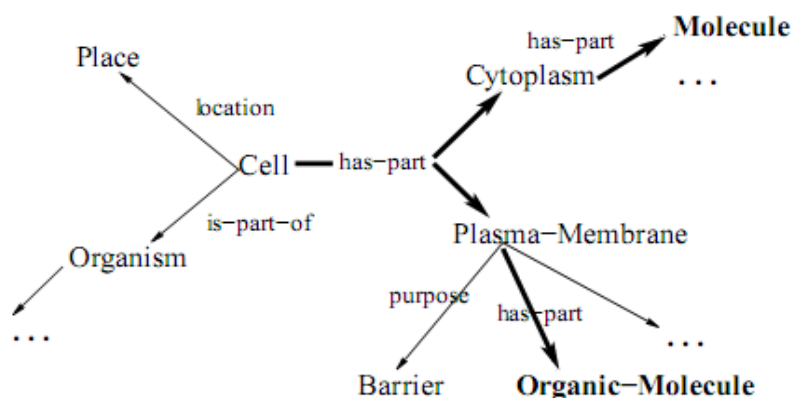 Molecule
has-part
Place
Cytoplasm
...
location
Cell
has-part
is-part-of
Organism
Plasma-Membrane
purpose
has-part
...
...
Barrier
Organic-Molecule